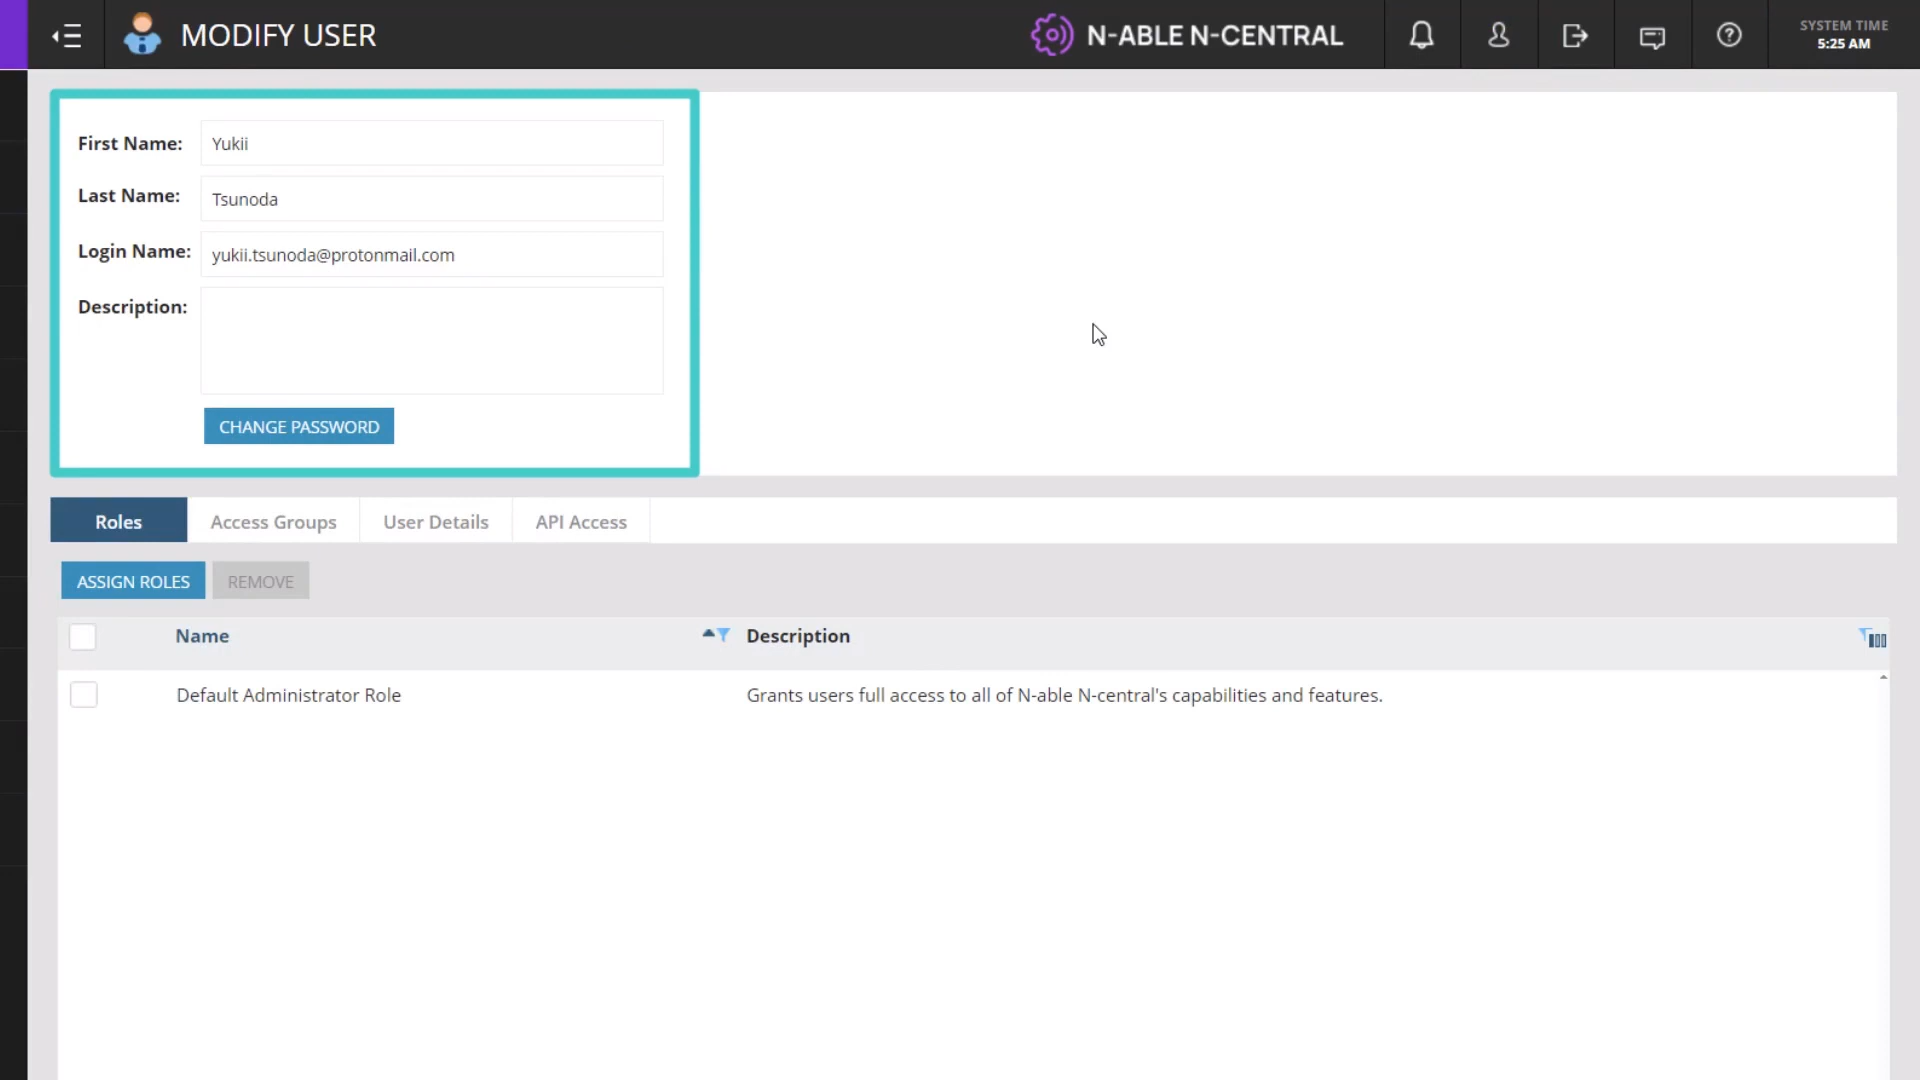 MODIFY USER
N-ABLE N-CENTRAL
SYSTEM TIME
5:25 AM
First Name: Yukii
Last Name: Tsunoda
Login Name: yukii.tsunoda@protonmail.com
Description:
CHANGE PASSWORD
Roles Access Groups User Details API Access
ASSIGN ROLES REMOVE
Name Description
Default Administrator Role Grants users full access to all of N-able N-central's capabilities and features.